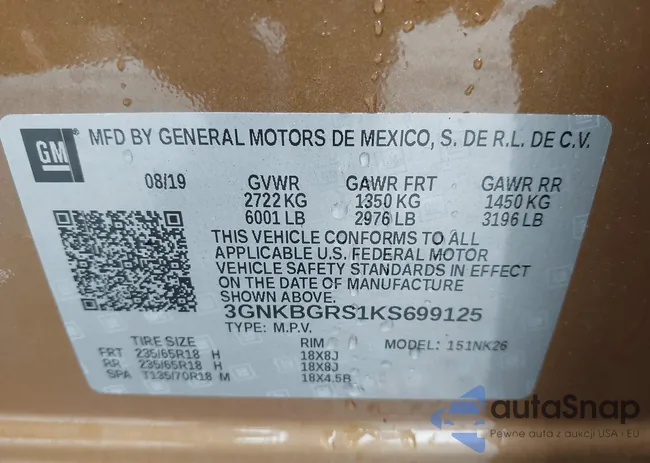 GM
MFD BY GENERAL MOTORS DE MEXICO, S. DE R.L. DE C.V.
08/19 GVWR GAWR FRT GAWR RR
2722 KG 1350 KG 1450 KG
6001 LB 2976 LB 3196 LB
THIS VEHICLE CONFORMS TO ALL
APPLICABLE U.S. FEDERAL MOTOR
VEHICLE SAFETY STANDARDS IN EFFECT
ON THE DATE OF MANUFACTURE
3GNKBGRS1KS699125
TYPE: M.P.V. MODEL: 151NK26
TIRE SIZE RIM
FRT 235/65R18 H 18X8J
RR 235/65R18 H 18X8J
SPA T135/70R18 M 18X4.5B
autaSnap
Pewne auta z aukcji USA i EU